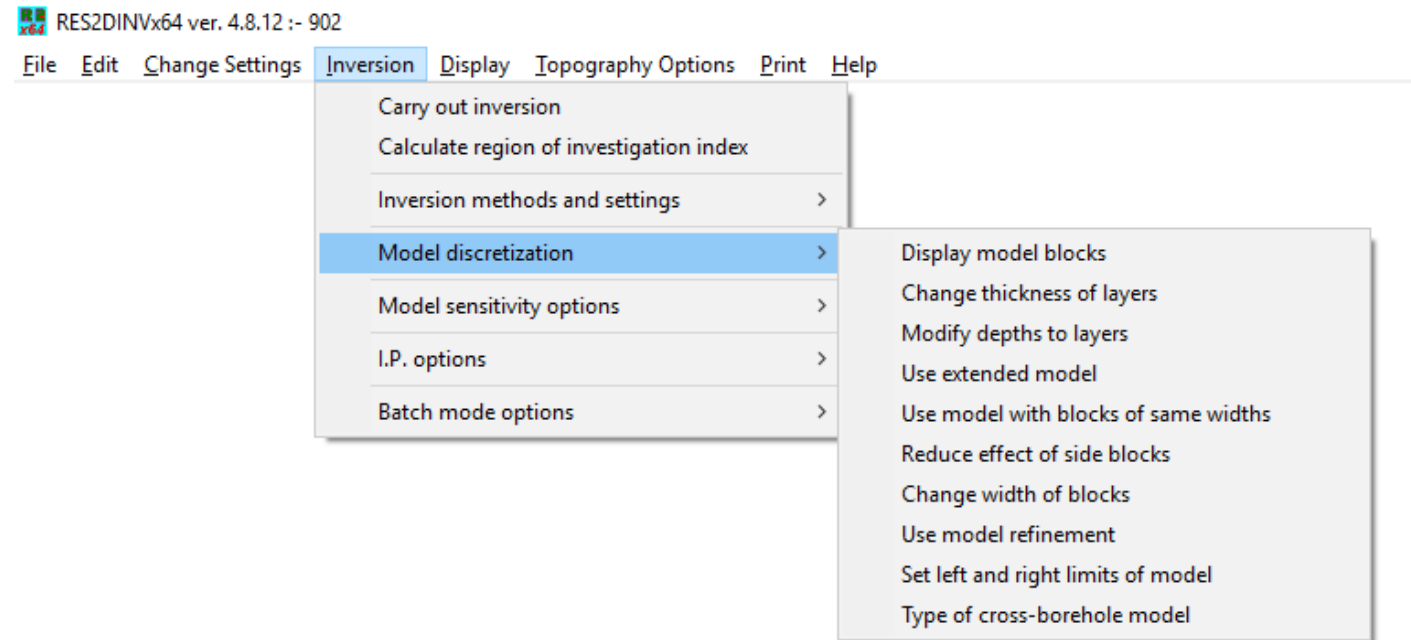 RES2DINVx64 ver. 4.8.12 :- 902
File Edit Change Settings Inversion Display Topography Options Print Help
Carry out inversion
Calculate region of investigation index
Inversion methods and settings
Model discretization
Model sensitivity options
I.P. options
Batch mode options
Display model blocks
Change thickness of layers
Modify depths to layers
Use extended model
Use model with blocks of same widths
Reduce effect of side blocks
Change width of blocks
Use model refinement
Set left and right limits of model
Type of cross-borehole model